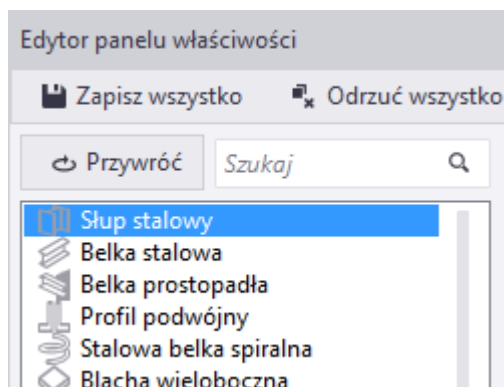 Edytor panelu właściwości
Zapisz wszystko Odrzuć wszystko
Przywróć Szukaj
Słup stalowy
Belka stalowa
Belka prostopadła
Profil podwójny
Stalowa belka spiralna
Blacha wieloboczna